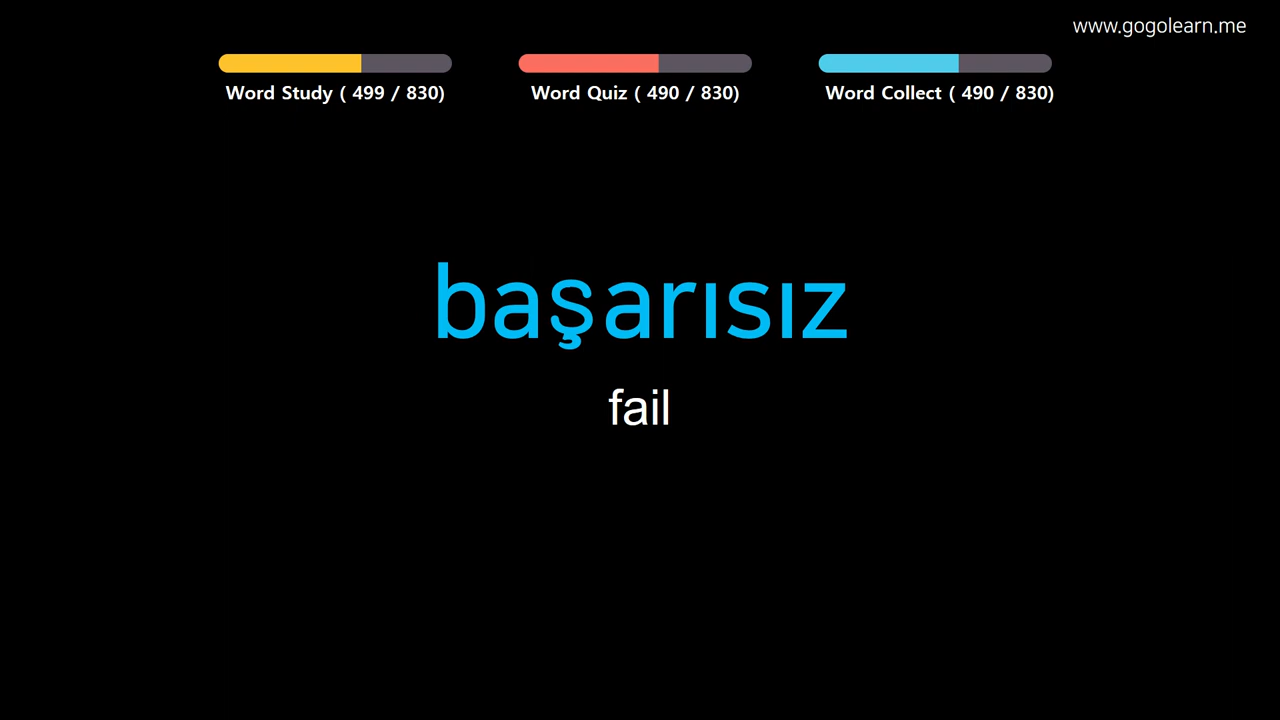 www.gogolearn.me
Word Study ( 499 / 830)
Word Quiz ( 490 / 830)
Word Collect ( 490 / 830)
başarısız
fail